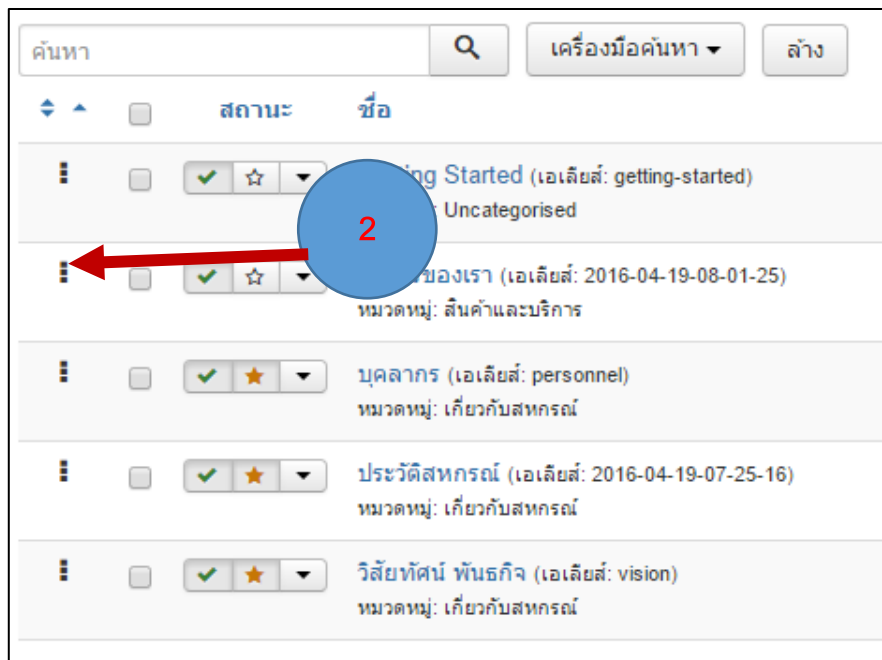 ค้นหา เครื่องมือค้นหา ล้าง
สถานะ ชื่อ
Started (เอเลียส์: getting-started)
Uncategorised
2
ของเรา (เอเลียส์: 2016-04-19-08-01-25)
หมวดหมู่: สินค้าและบริการ
บุคลากร (เอเลียส์: personnel)
หมวดหมู่: เกี่ยวกับสหกรณ์
ประวัติสหกรณ์ (เอเลียส์: 2016-04-19-07-25-16)
หมวดหมู่: เกี่ยวกับสหกรณ์
วิสัยทัศน์ พันธกิจ (เอเลียส์: vision)
หมวดหมู่: เกี่ยวกับสหกรณ์